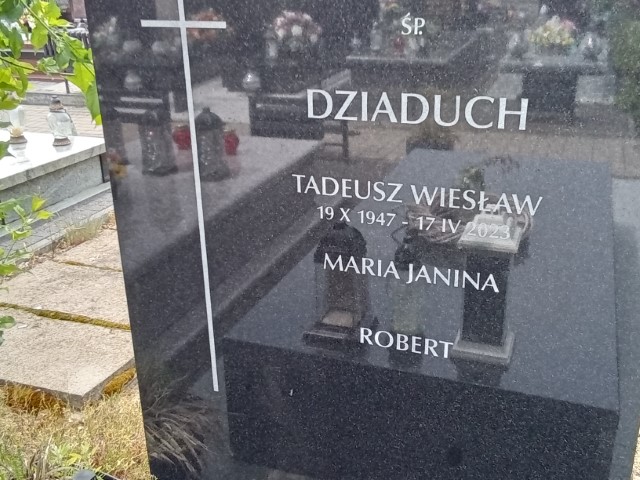 ŚP.
DZIADUCH
TADEUSZ WIESŁAW
19 X 1947 - 17 IV 2023
MARIA JANINA
ROBERT